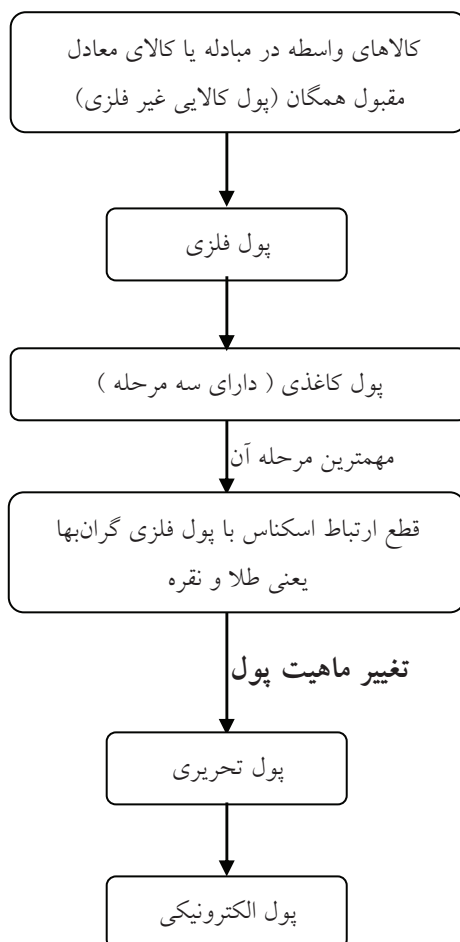 کالاهای واسطه در مبادله یا کالای معادل
مقبول همگان (پول کالایی غیر فلزی)
پول فلزی
پول کاغذی ( دارای سه مرحله )
مهمترین مرحله آن
قطع ارتباط اسکناس با پول فلزی گران‌بها
یعنی طلا و نقره
تغییر ماهیت پول
پول تحریری
پول الکترونیکی